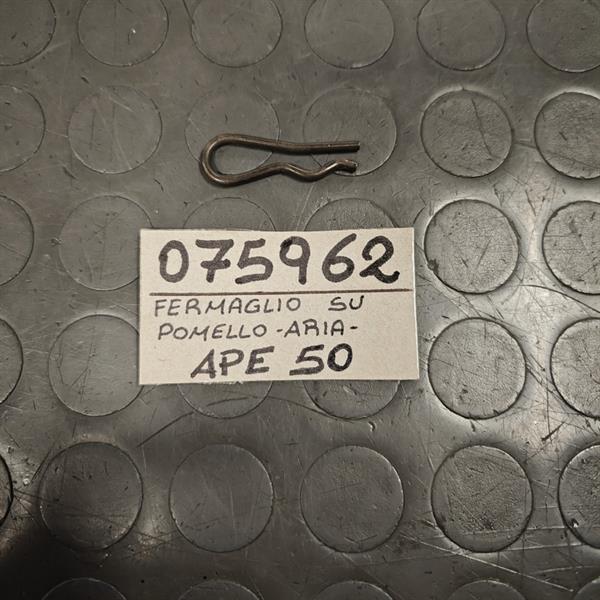 075962
FERMAGLIO SU
POMELLO -ARIA-
APE 50